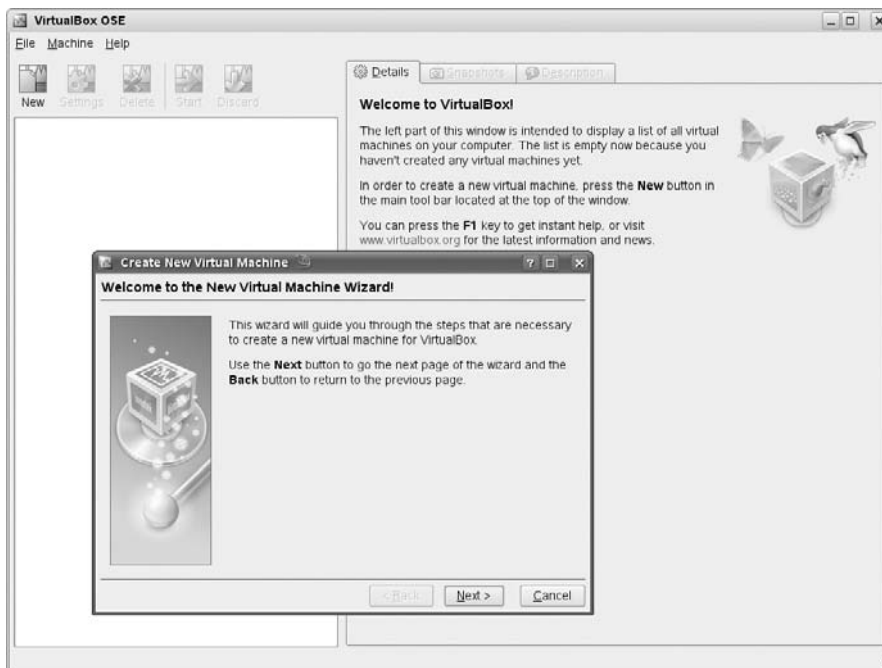 VirtualBox OSE
File Machine Help
New Settings Delete Start Discard
Details Snapshots Description
Welcome to VirtualBox!
The left part of this window is intended to display a list of all virtual
machines on your computer. The list is empty now because you
haven't created any virtual machines yet.
In order to create a new virtual machine, press the New button in
the main tool bar located at the top of the window.
You can press the F1 key to get instant help, or visit
www.virtualbox.org for the latest information and news.
Create New Virtual Machine
Welcome to the New Virtual Machine Wizard!
This wizard will guide you through the steps that are necessary
to create a new virtual machine for VirtualBox.
Use the Next button to go the next page of the wizard and the
Back button to return to the previous page.
< Back Next > Cancel